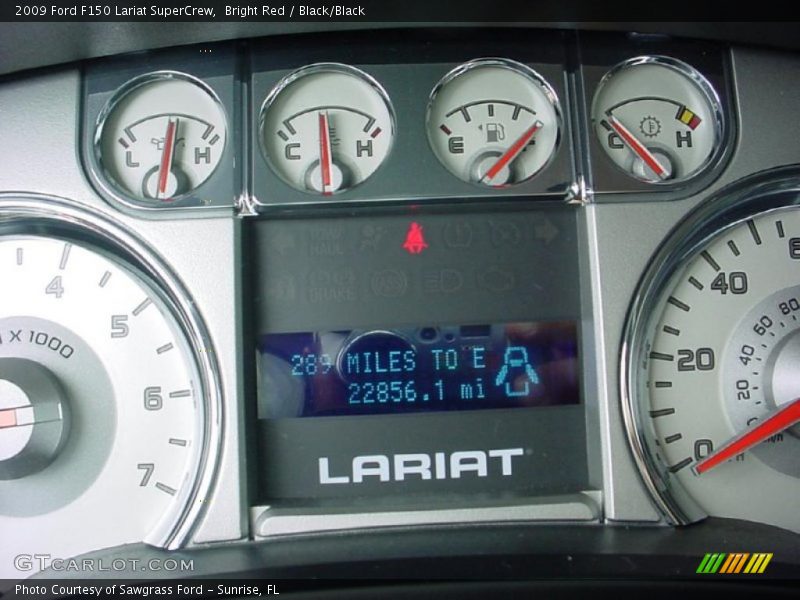 2009 Ford F150 Lariat SuperCrew,  Bright Red / Black/Black
L H
C H
E
C H
4
5
6
7
X 1000
289 MILES TO E
22856.1 mi
LARIAT
0
20
40
6
20
40
60
80
GTCARLOT.COM
Photo Courtesy of Sawgrass Ford - Sunrise, FL